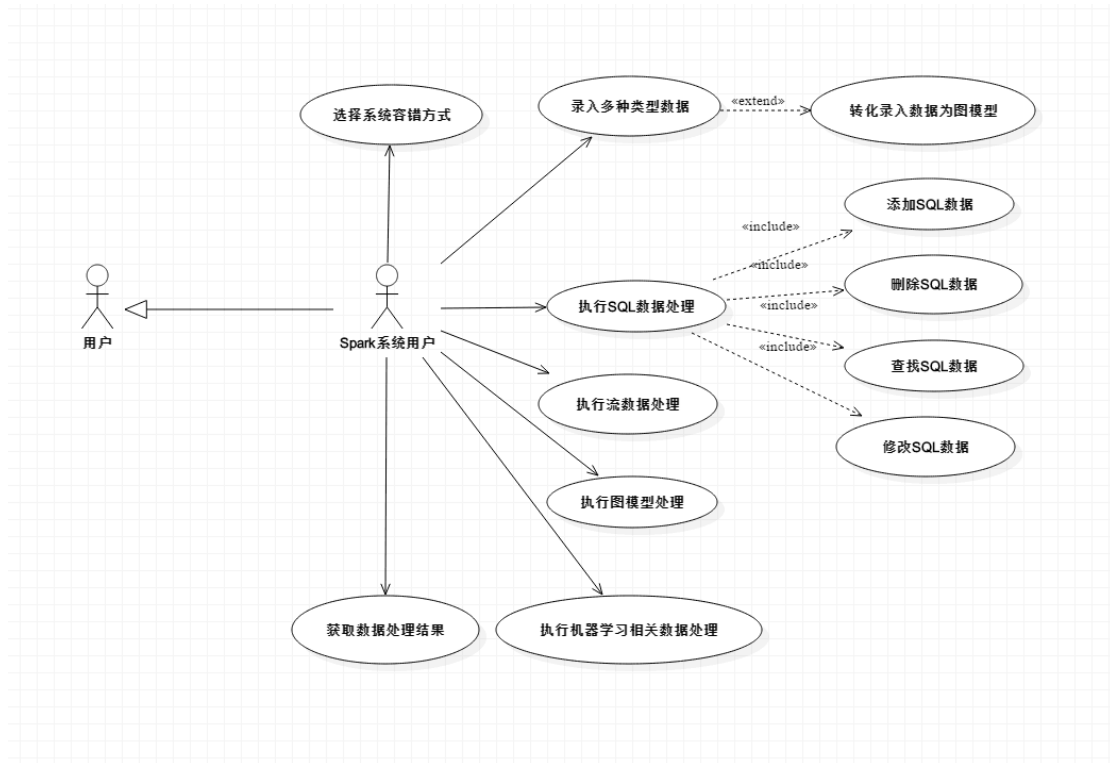 选择系统容错方式
录入多种类型数据
«extend»
转化录入数据为图模型
添加SQL数据
«include»
«include»
删除SQL数据
执行SQL数据处理
«include»
用户
Spark系统用户
«include»
查找SQL数据
执行流数据处理
修改SQL数据
执行图模型处理
获取数据处理结果
执行机器学习相关数据处理